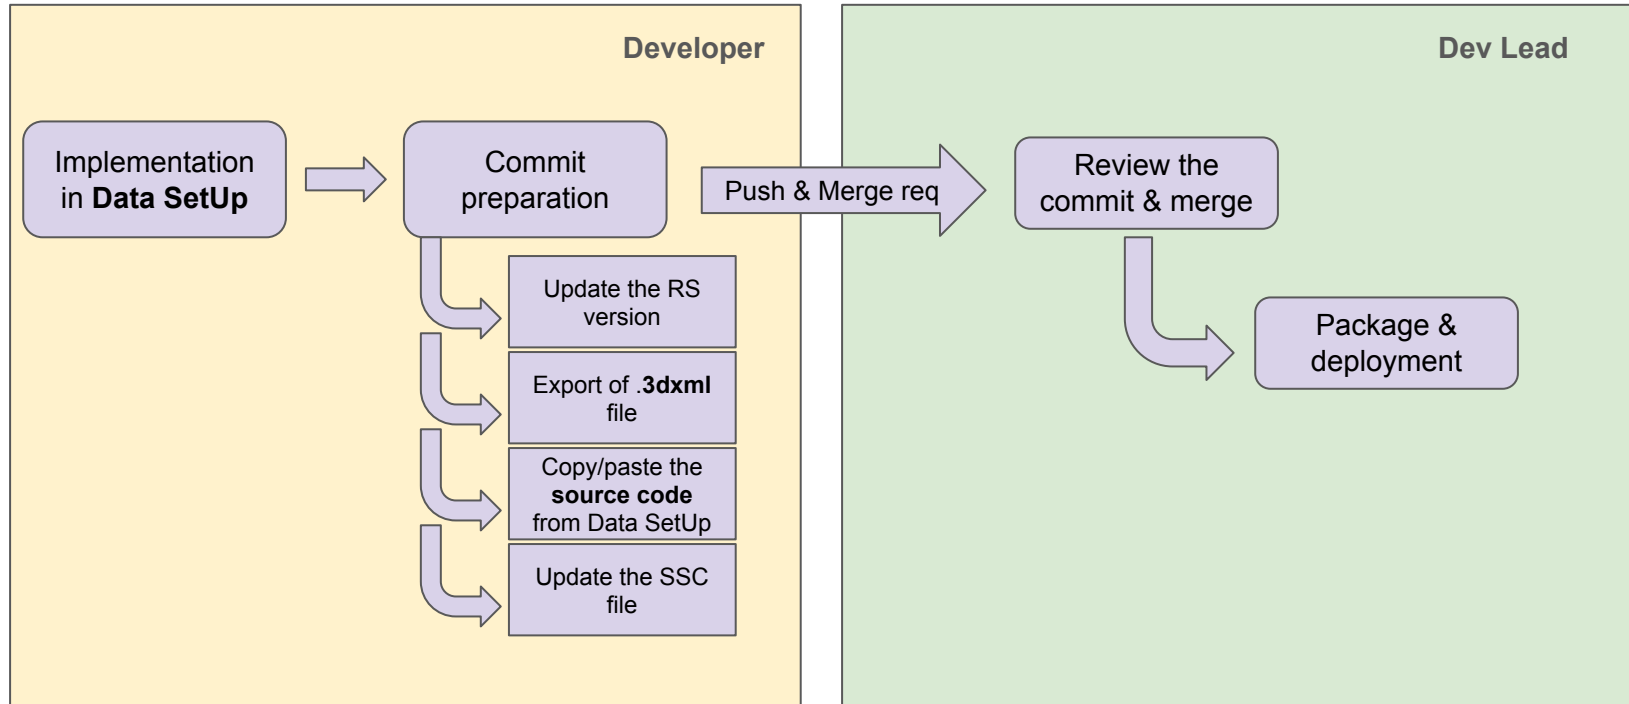 Developer
Dev Lead
Implementation
in Data SetUp
Commit
preparation
Push & Merge req
Review the
commit & merge
Update the RS
version
Export of .3dxml
file
Copy/paste the
source code
from Data SetUp
Update the SSC
file
Package &
deployment